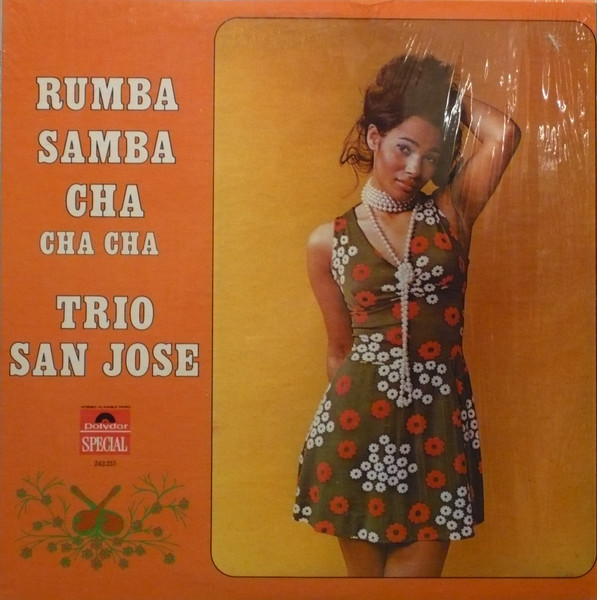 RUMBA
SAMBA
CHA
CHA CHA
TRIO
SAN JOSE
Polydor
SPECIAL